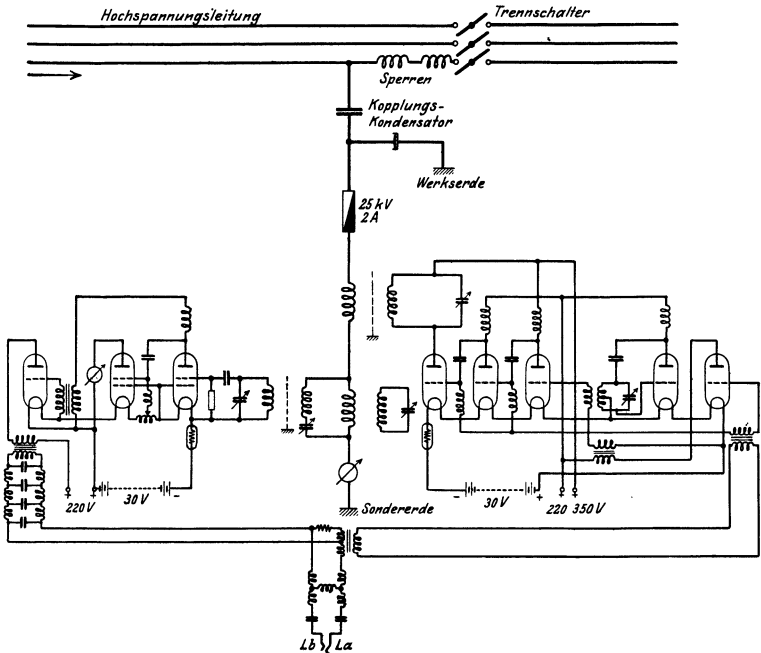 Hochspannungsleitung
Trennschalter
Sperren
Kopplungs-
Kondensator
Werkserde
25 kV
2 A
220 V
30 V
Sondererde
30 V
220 350 V
Lb
La